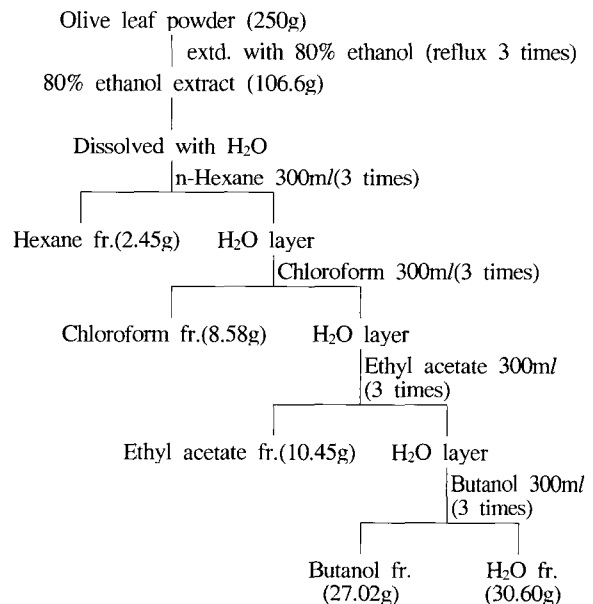 Olive leaf powder (250g)
extd. with 80% ethanol (reflux 3 times)
80% ethanol extract (106.6g)
Dissolved with H₂O
n-Hexane 300ml(3 times)
Hexane fr.(2.45g) H₂O layer
Chloroform 300ml(3 times)
Chloroform fr.(8.58g) H₂O layer
Ethyl acetate 300ml
(3 times)
Ethyl acetate fr.(10.45g) H₂O layer
Butanol 300ml
(3 times)
Butanol fr. H₂O fr.
(27.02g) (30.60g)